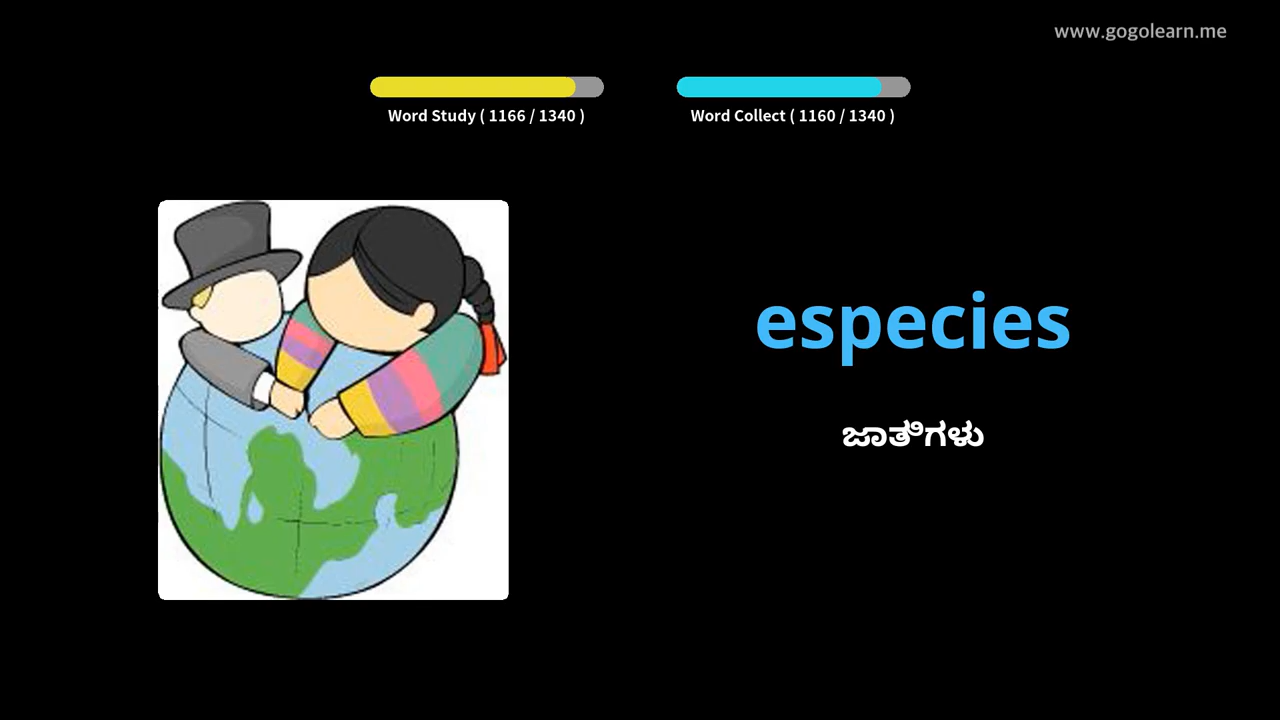 www.gogolearn.me
Word Study ( 1166 / 1340 )
Word Collect ( 1160 / 1340 )
especies
ಜಾತಿಗಳು